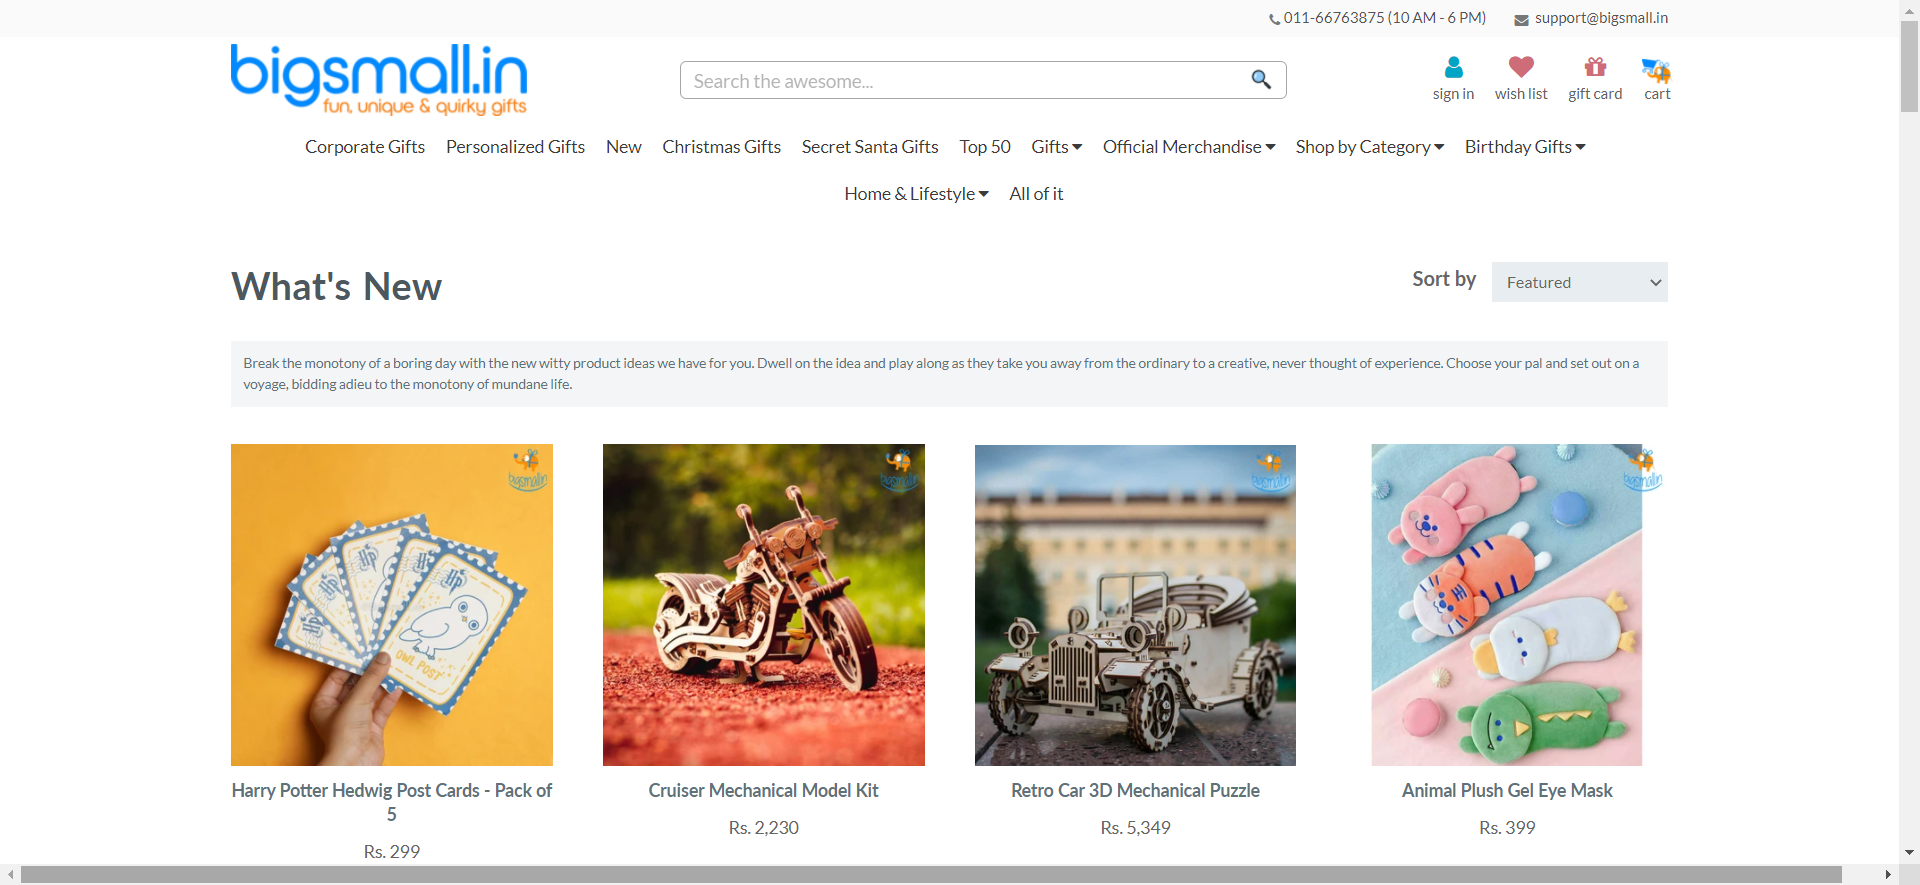 011-66763875 (10 AM - 6 PM) support@bigsmall.in
bigsmall.in
fun, unique & quirky gifts
Search the awesome...
sign in wish list gift card cart
Corporate Gifts Personalized Gifts New Christmas Gifts Secret Santa Gifts Top 50 Gifts Official Merchandise Shop by Category Birthday Gifts
Home & Lifestyle All of it
What's New
Sort by Featured
Break the monotony of a boring day with the new witty product ideas we have for you. Dwell on the idea and play along as they take you away from the ordinary to a creative, never thought of experience. Choose your pal and set out on a
voyage, bidding adieu to the monotony of mundane life.
bigsmall.in
bigsmall.in
bigsmall.in
bigsmall.in
HP
HP
HP
HP
OWL POST
Harry Potter Hedwig Post Cards - Pack of
5
Rs. 299
Cruiser Mechanical Model Kit
Rs. 2,230
Retro Car 3D Mechanical Puzzle
Rs. 5,349
Animal Plush Gel Eye Mask
Rs. 399